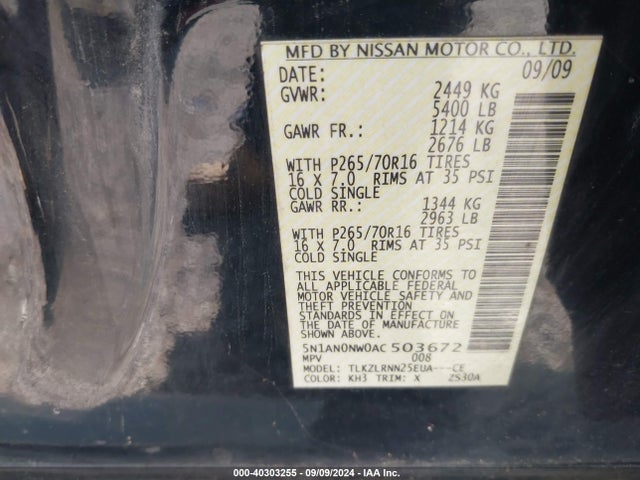 MFD BY NISSAN MOTOR CO., LTD.
DATE: 09/09
GVWR: 2449 KG
5400 LB
GAWR FR.: 1214 KG
2676 LB
WITH P265/70R16 TIRES
16 X 7.0 RIMS AT 35 PSI
COLD SINGLE
GAWR RR.: 1344 KG
2963 LB
WITH P265/70R16 TIRES
16 X 7.0 RIMS AT 35 PSI
COLD SINGLE
THIS VEHICLE CONFORMS TO
ALL APPLICABLE FEDERAL
MOTOR VEHICLE SAFETY AND
THEFT PREVENTION
STANDARDS IN EFFECT ON
THE DATE OF MANUFACTURE
SHOWN ABOVE.
5N1AN0NW0AC503672
MPV 008
MODEL: TLKZLRNN25EUA---CE
COLOR: KH3 TRIM: X ZS30A
000-40303255 - 09/09/2024 - IAA Inc.